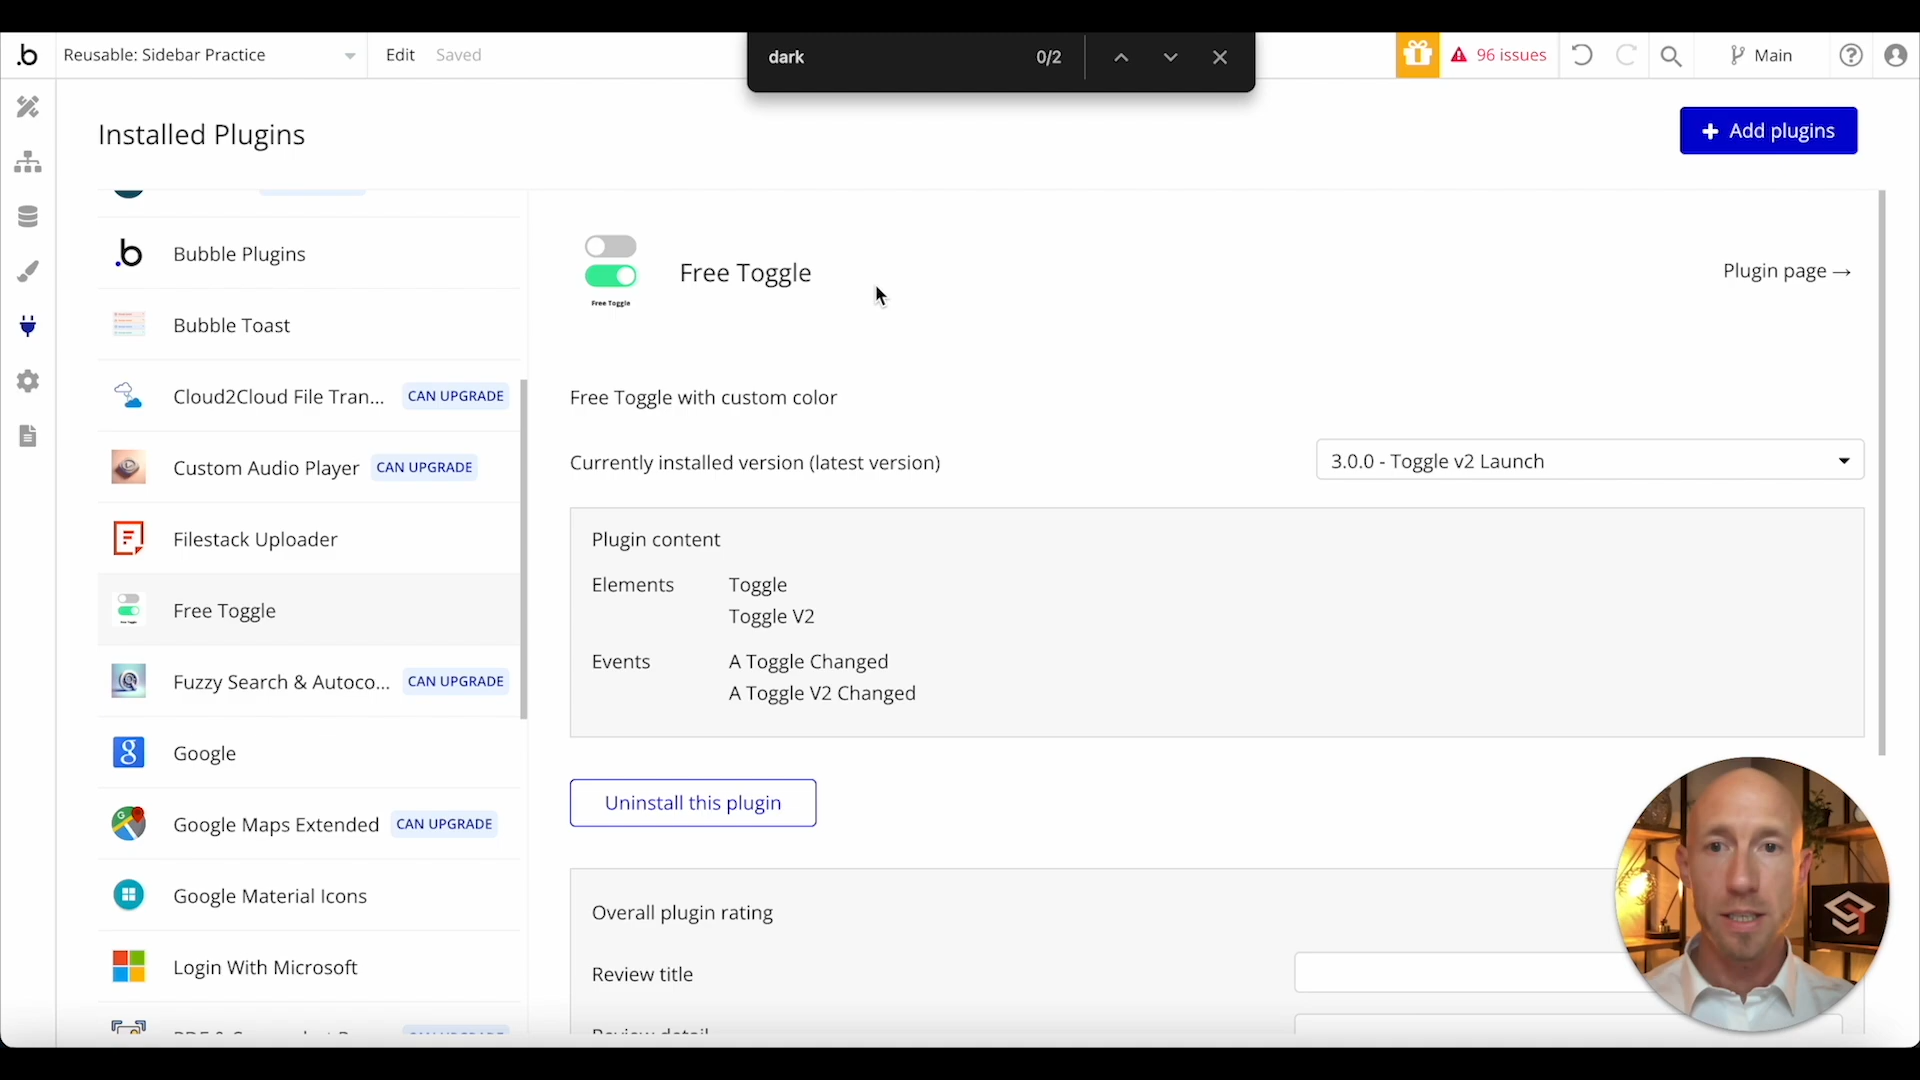 Reusable: Sidebar Practice
Edit
Saved
dark
0/2
96 issues
Main
Installed Plugins
+ Add plugins
Bubble Plugins
Bubble Toast
Cloud2Cloud File Tran...
CAN UPGRADE
Custom Audio Player
CAN UPGRADE
Filestack Uploader
Free Toggle
Fuzzy Search & Autoco...
CAN UPGRADE
Google
Google Maps Extended
CAN UPGRADE
Google Material Icons
Login With Microsoft
Free Toggle
Free Toggle
Plugin page →
Free Toggle with custom color
Currently installed version (latest version)
3.0.0 - Toggle v2 Launch
Plugin content
Elements
Toggle
Toggle V2
Events
A Toggle Changed
A Toggle V2 Changed
Uninstall this plugin
Overall plugin rating
Review title
Review detail